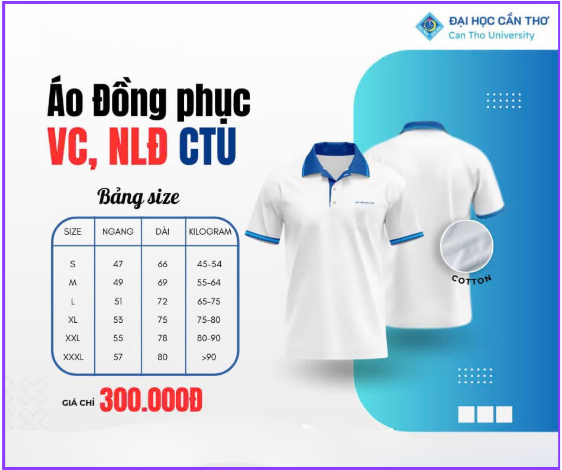 ĐẠI HỌC CẦN THƠ
Can Tho University
Áo Đồng phục
VC, NLĐ CTU
Bảng size
SIZE NGANG DÀI KILOGRAM
S 47 66 45-54
M 49 69 55-64
L 51 72 65-75
XL 53 75 75-80
XXL 55 78 80-90
XXXL 57 80 >90
COTTON
GIÁ CHỈ 300.000Đ